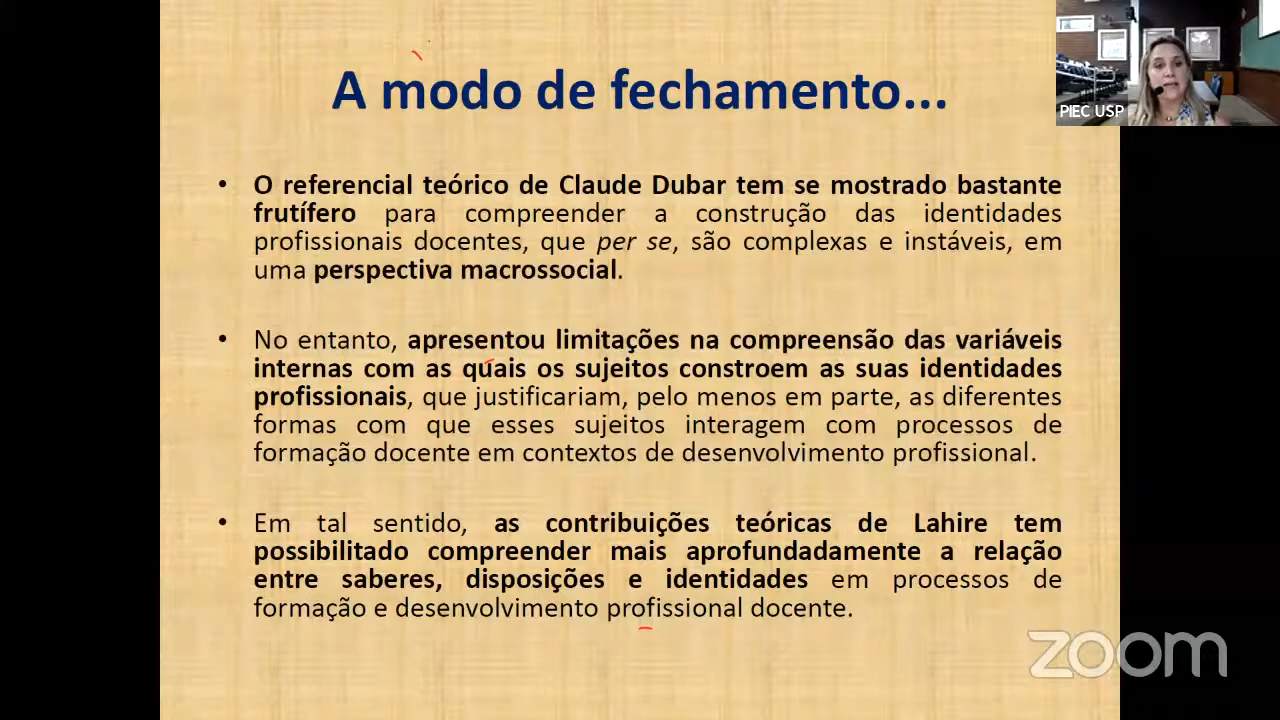 A modo de fechamento...
PIEC USP
• O referencial teórico de Claude Dubar tem se mostrado bastante
frutífero para compreender a construção das identidades
profissionais docentes, que per se, são complexas e instáveis, em
uma perspectiva macrossocial.
• No entanto, apresentou limitações na compreensão das variáveis
internas com as quais os sujeitos constroem as suas identidades
profissionais, que justificariam, pelo menos em parte, as diferentes
formas com que esses sujeitos interagem com processos de
formação docente em contextos de desenvolvimento profissional.
• Em tal sentido, as contribuições teóricas de Lahire tem
possibilitado compreender mais aprofundadamente a relação
entre saberes, disposições e identidades em processos de
formação e desenvolvimento profissional docente.
zoom